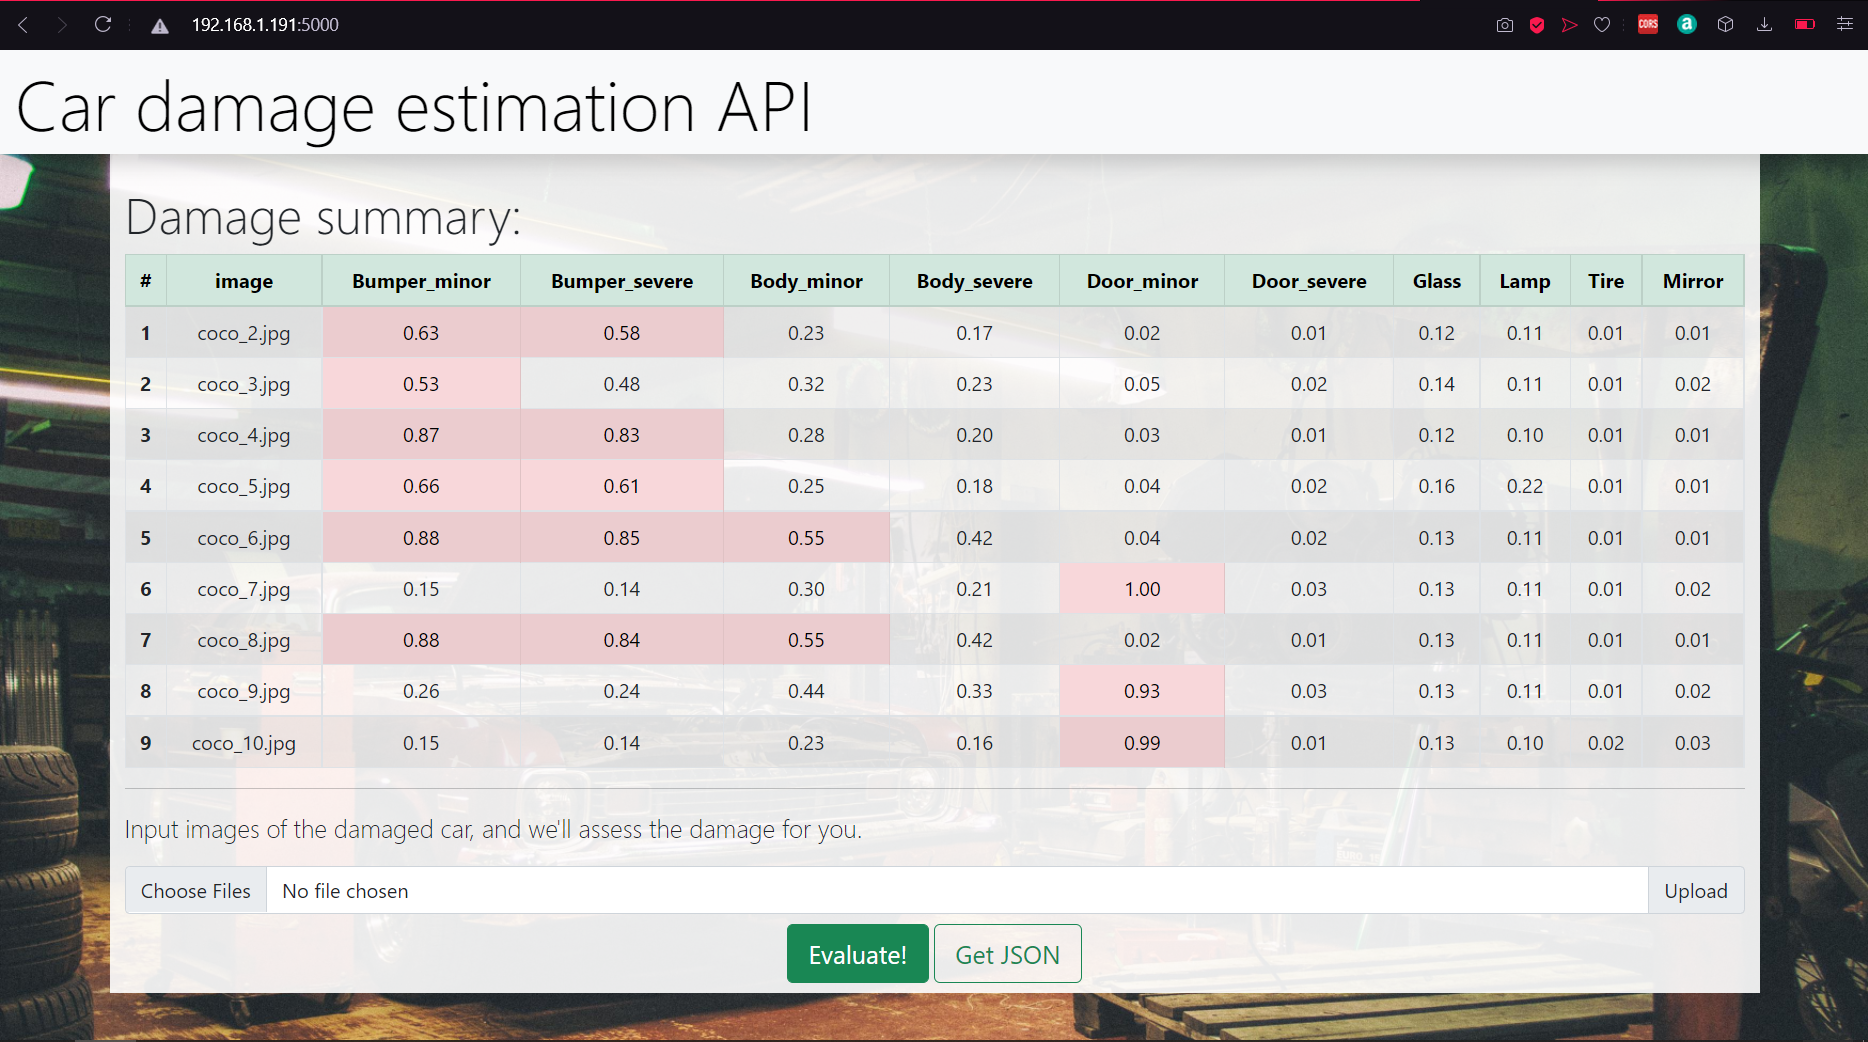 192.168.1.191:5000
CORS
a
Car damage estimation API
Damage summary:
# image Bumper_minor Bumper_severe Body_minor Body_severe Door_minor Door_severe Glass Lamp Tire Mirror
1 coco_2.jpg 0.63 0.58 0.23 0.17 0.02 0.01 0.12 0.11 0.01 0.01
2 coco_3.jpg 0.53 0.48 0.32 0.23 0.05 0.02 0.14 0.11 0.01 0.02
3 coco_4.jpg 0.87 0.83 0.28 0.20 0.03 0.01 0.12 0.10 0.01 0.01
4 coco_5.jpg 0.66 0.61 0.25 0.18 0.04 0.02 0.16 0.22 0.01 0.01
5 coco_6.jpg 0.88 0.85 0.55 0.42 0.04 0.02 0.13 0.11 0.01 0.01
6 coco_7.jpg 0.15 0.14 0.30 0.21 1.00 0.03 0.13 0.11 0.01 0.02
7 coco_8.jpg 0.88 0.84 0.55 0.42 0.02 0.01 0.13 0.11 0.01 0.01
8 coco_9.jpg 0.26 0.24 0.44 0.33 0.93 0.03 0.13 0.11 0.01 0.02
9 coco_10.jpg 0.15 0.14 0.23 0.16 0.99 0.01 0.13 0.10 0.02 0.03
Input images of the damaged car, and we'll assess the damage for you.
Choose Files No file chosen Upload
Evaluate! Get JSON